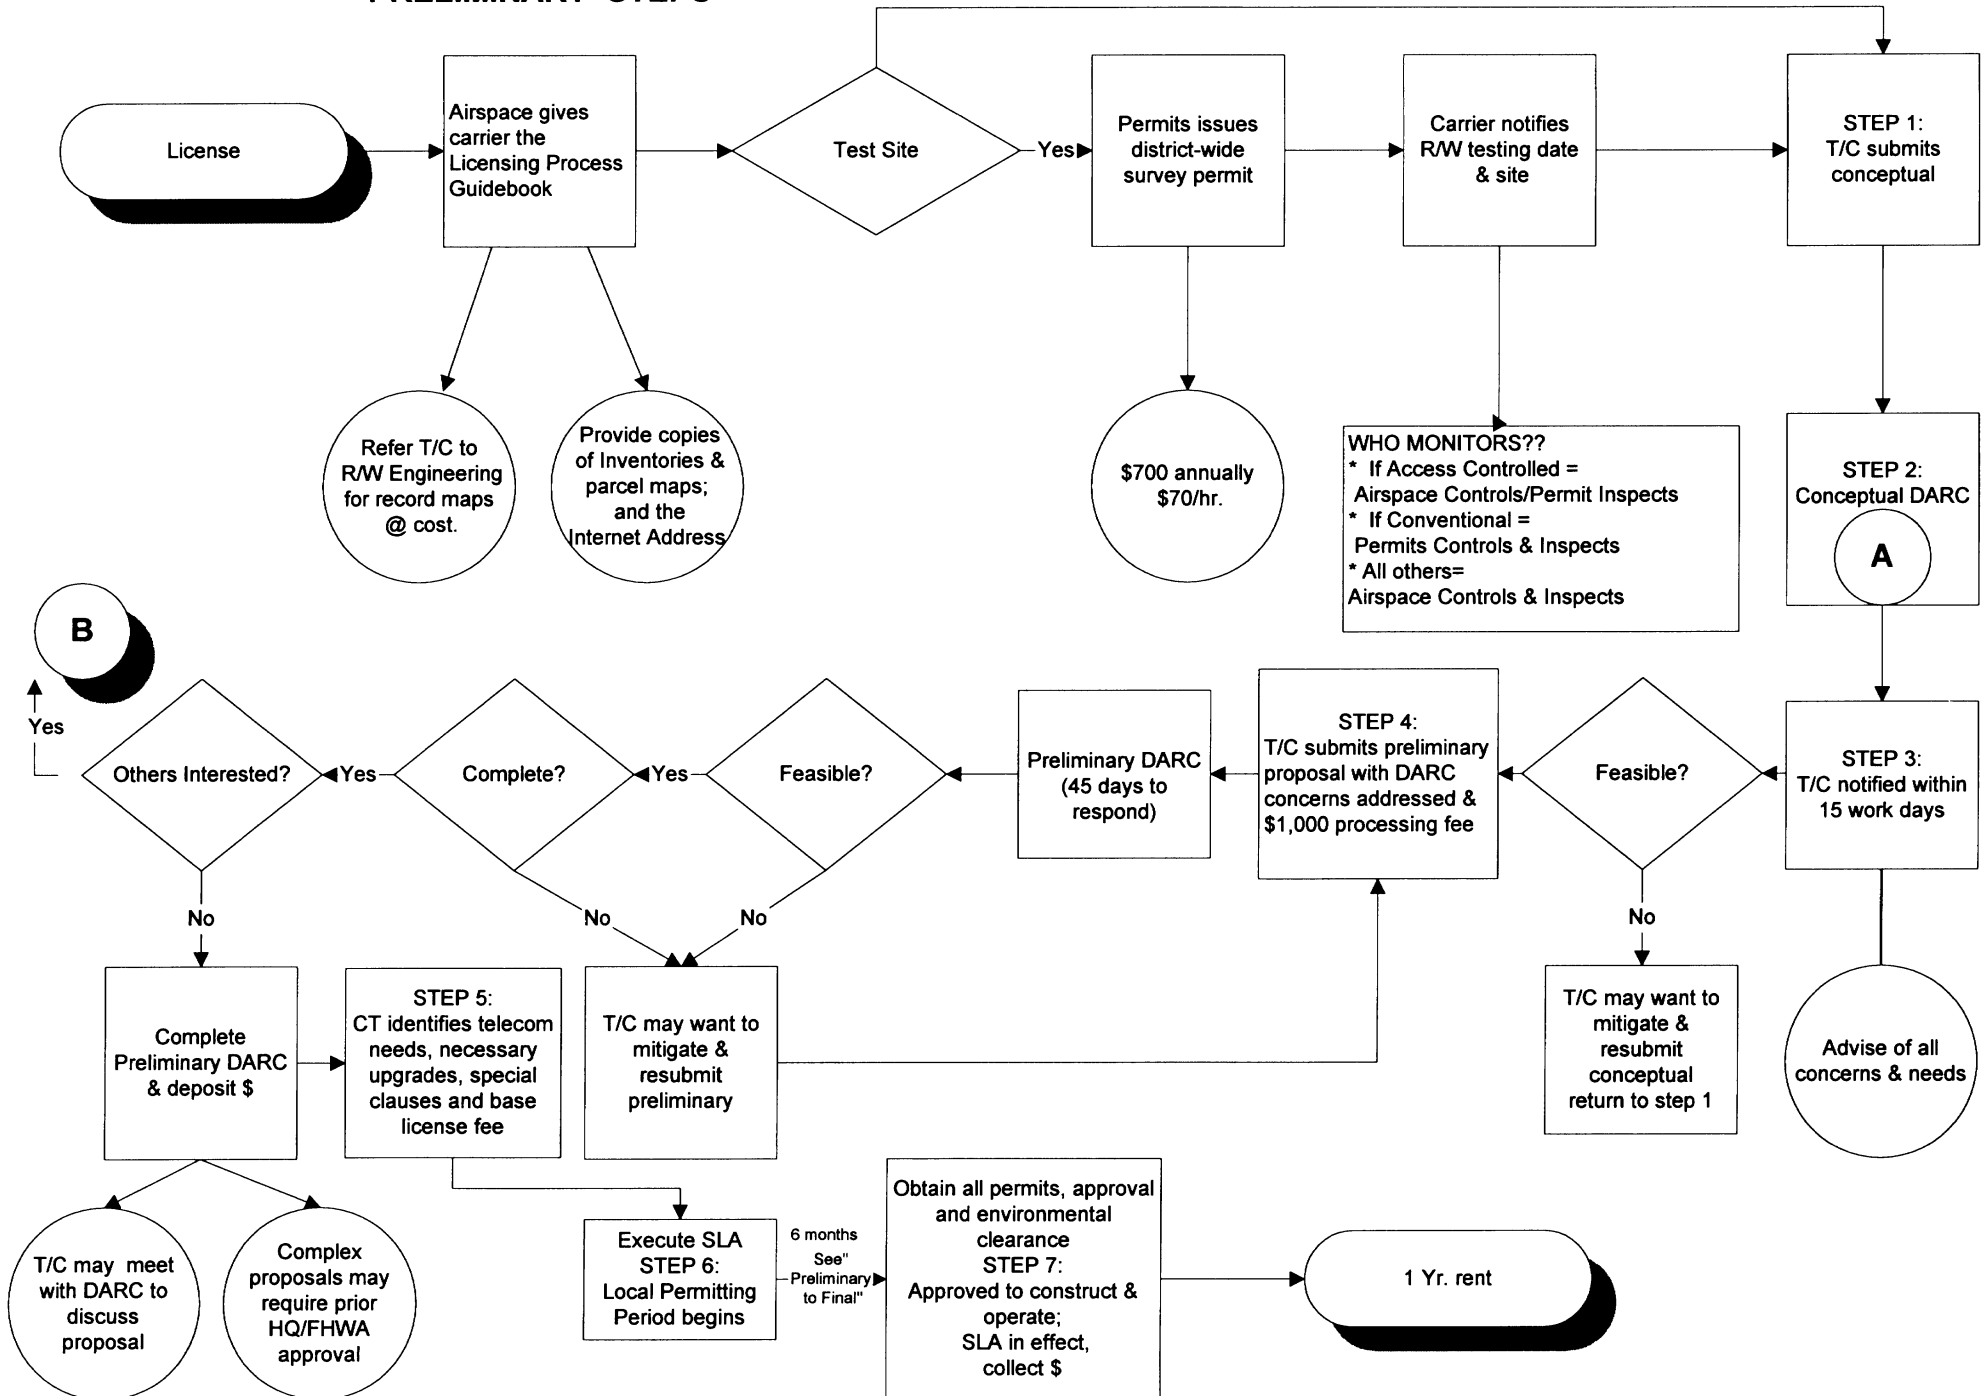 PRELIMINARY STEPS
License
Airspace gives
carrier the
Licensing Process
Guidebook
Test Site
Yes
Permits issues
district-wide
survey permit
Carrier notifies
R/W testing date
& site
STEP 1:
T/C submits
conceptual
Refer T/C to
R/W Engineering
for record maps
@ cost.
Provide copies
of Inventories &
parcel maps;
and the
Internet Address
$700 annually
$70/hr.
WHO MONITORS??
* If Access Controlled =
Airspace Controls/Permit Inspects
* If Conventional =
Permits Controls & Inspects
* All others=
Airspace Controls & Inspects
STEP 2:
Conceptual DARC
A
B
Yes
Others Interested?
Yes
Complete?
Yes
Feasible?
Preliminary DARC
(45 days to
respond)
STEP 4:
T/C submits preliminary
proposal with DARC
concerns addressed &
$1,000 processing fee
Feasible?
STEP 3:
T/C notified within
15 work days
No
No
No
No
Complete
Preliminary DARC
& deposit $
STEP 5:
CT identifies telecom
needs, necessary
upgrades, special
clauses and base
license fee
T/C may want to
mitigate &
resubmit
preliminary
T/C may want to
mitigate &
resubmit
conceptual
return to step 1
Advise of all
concerns & needs
T/C may meet
with DARC to
discuss
proposal
Complex
proposals may
require prior
HQ/FHWA
approval
Execute SLA
STEP 6:
Local Permitting
Period begins
6 months
See"
Preliminary
to Final"
Obtain all permits, approval
and environmental
clearance
STEP 7:
Approved to construct &
operate;
SLA in effect,
collect $
1 Yr. rent